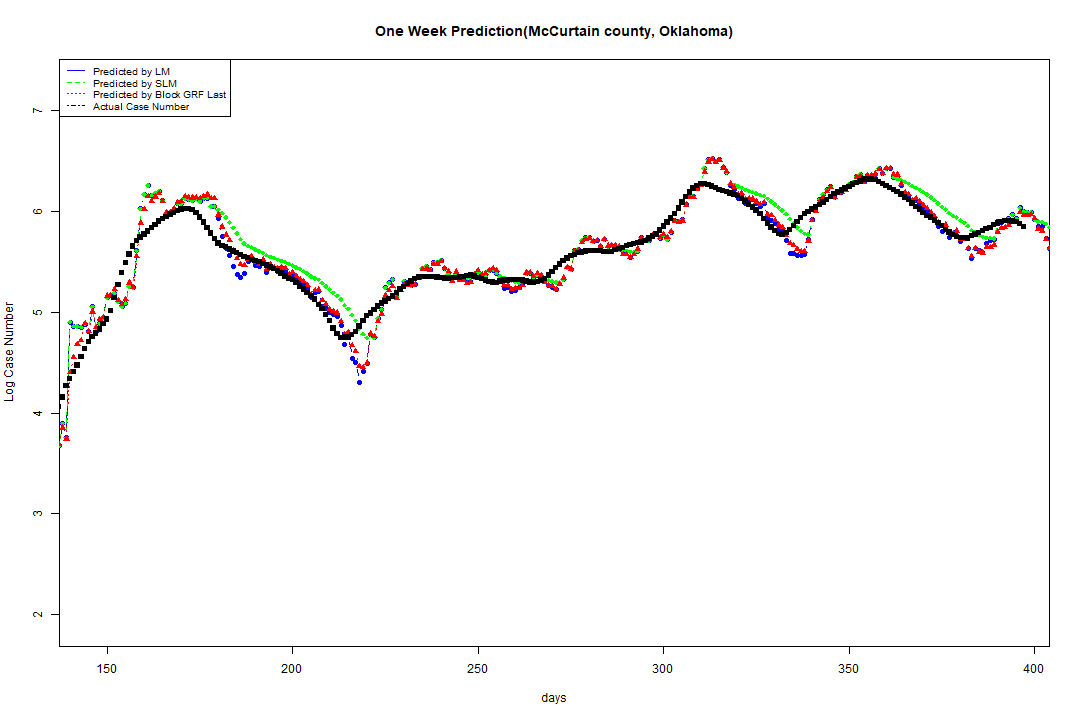 One Week Prediction(McCurtain county, Oklahoma)
Predicted by LM
Predicted by SLM
Predicted by Block GRF Last
Actual Case Number
7
6
5
4
3
2
Log Case Number
150 200 250 300 350 400
days